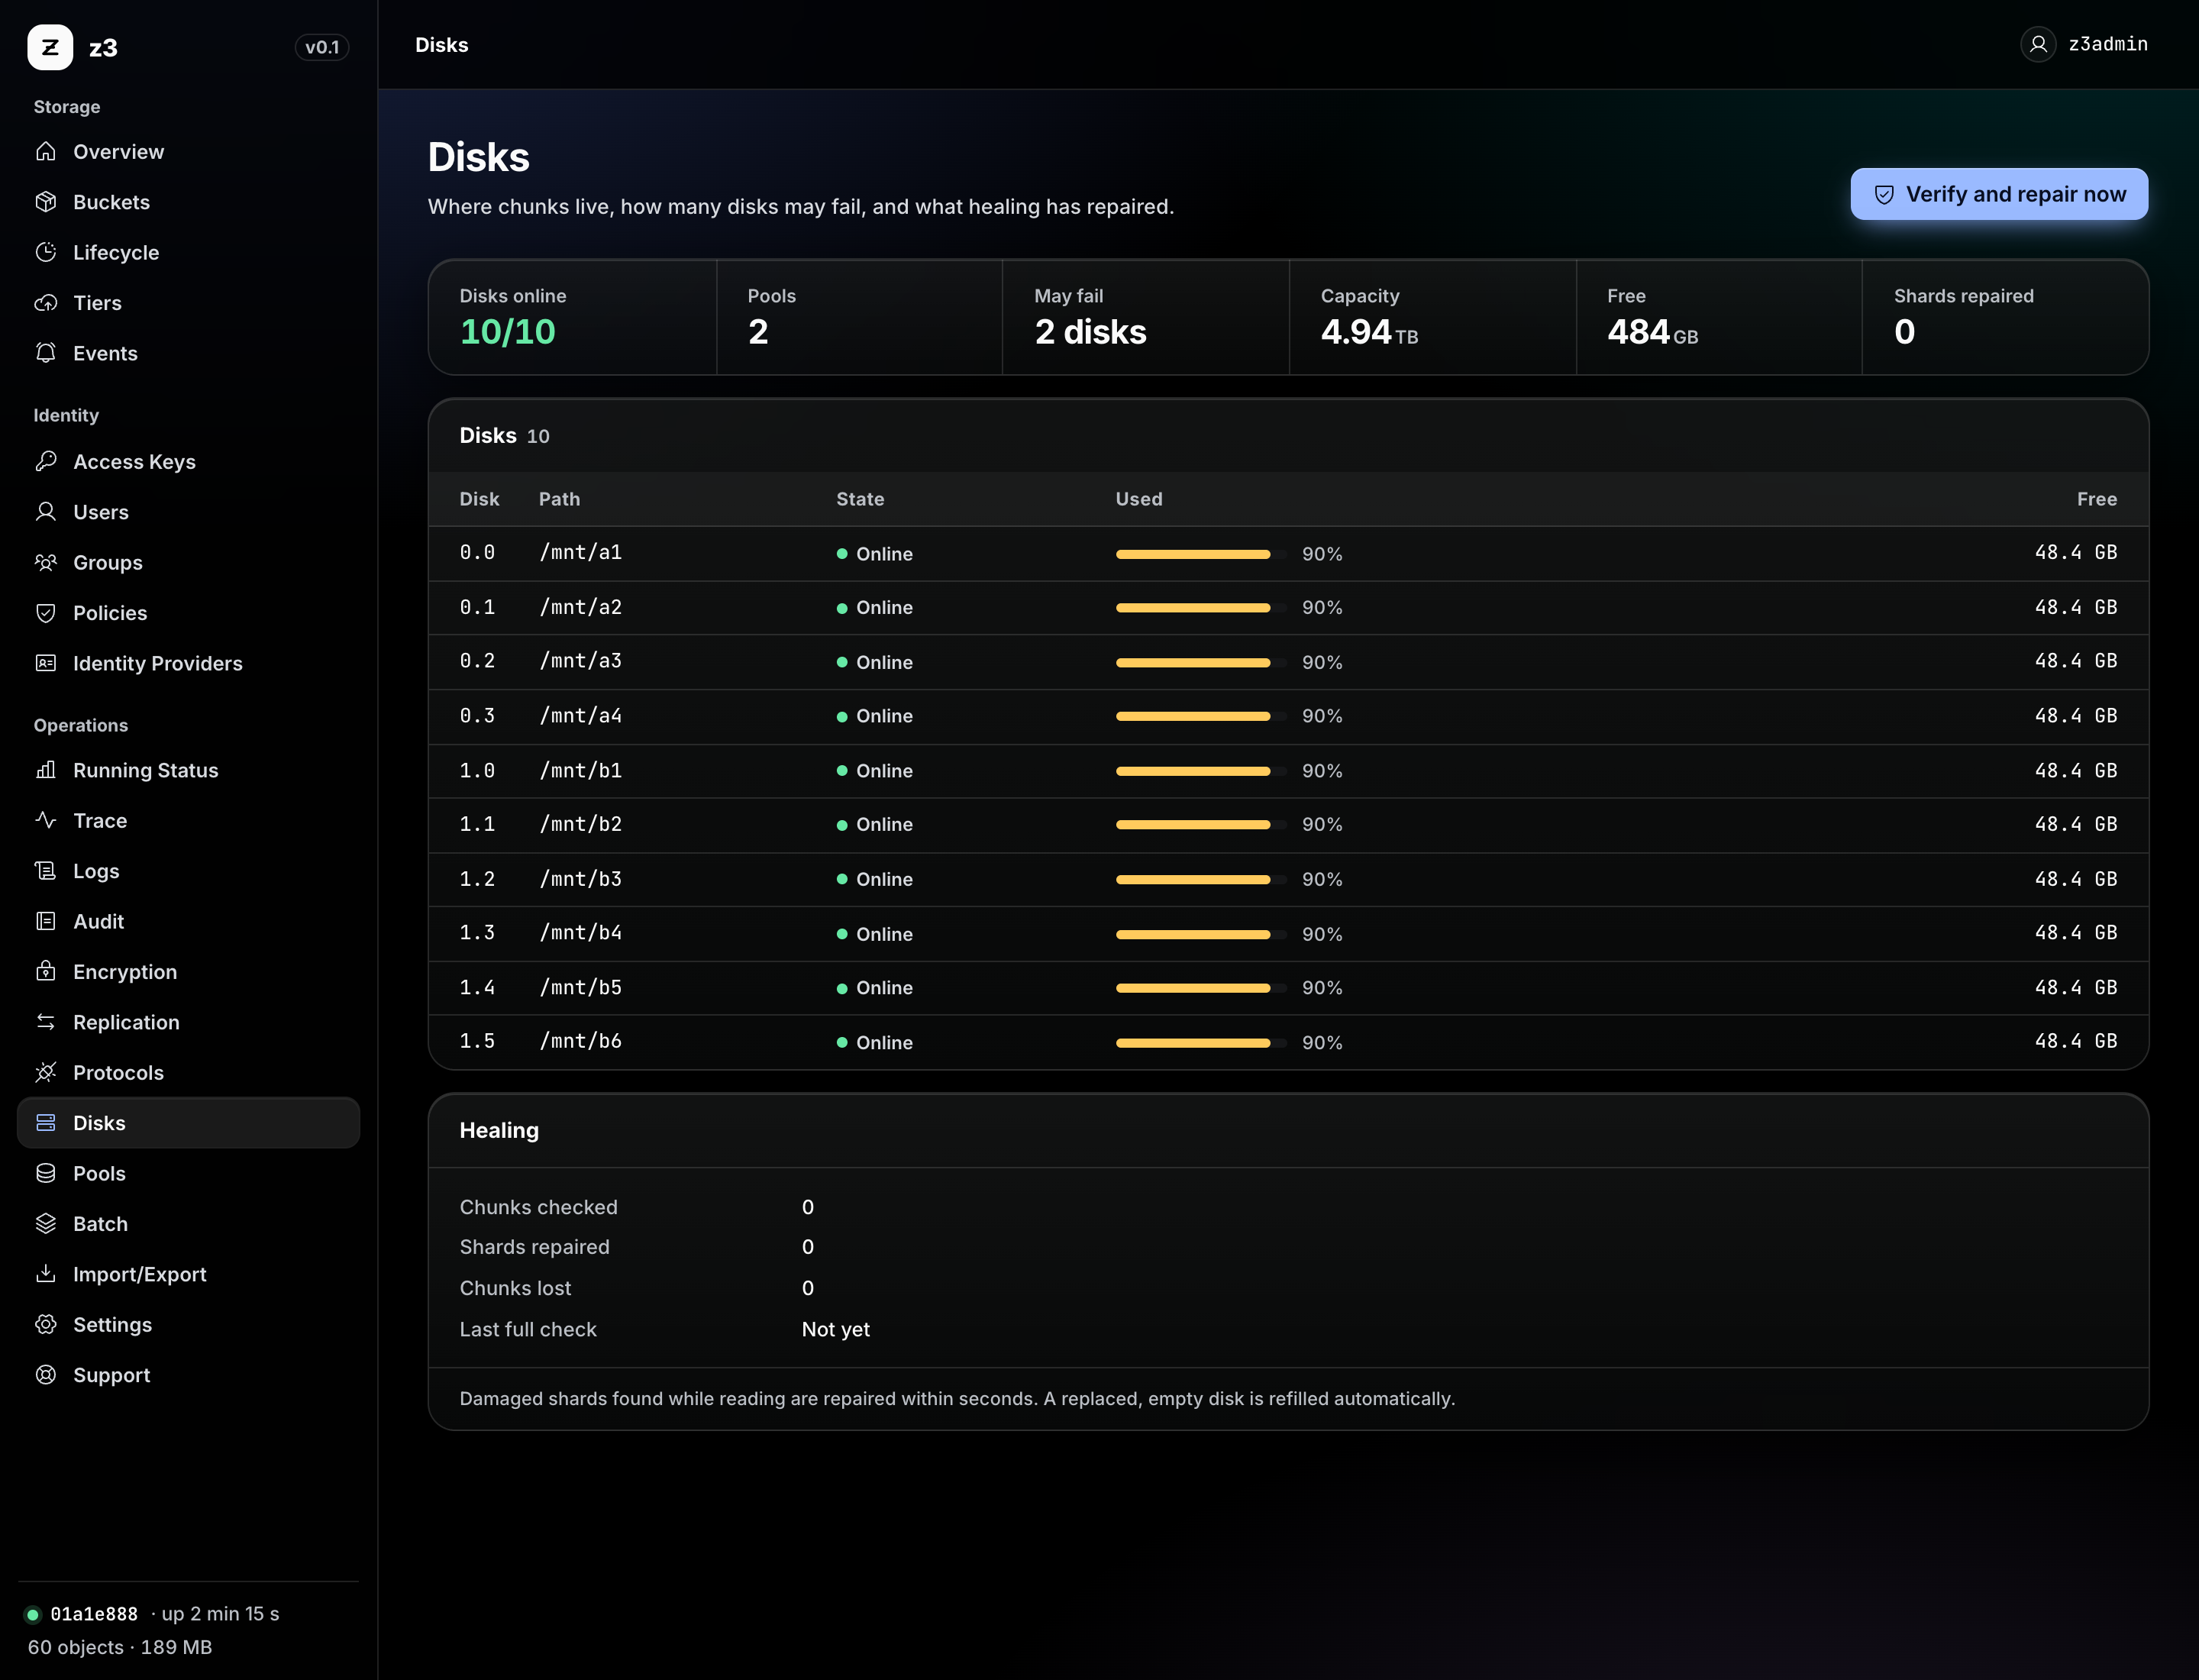 z3 v0.1
Storage
Overview
Buckets
Lifecycle
Tiers
Events
Identity
Access Keys
Users
Groups
Policies
Identity Providers
Operations
Running Status
Trace
Logs
Audit
Encryption
Replication
Protocols
Disks
Pools
Batch
Import/Export
Settings
Support
01a1e888 · up 2 min 15 s
60 objects · 189 MB
Disks z3admin
Disks
Where chunks live, how many disks may fail, and what healing has repaired.
Verify and repair now
Disks online Pools May fail Capacity Free Shards repaired
10/10 2 2 disks 4.94 TB 484 GB 0
Disks 10
Disk Path State Used Free
0.0 /mnt/a1 Online 90% 48.4 GB
0.1 /mnt/a2 Online 90% 48.4 GB
0.2 /mnt/a3 Online 90% 48.4 GB
0.3 /mnt/a4 Online 90% 48.4 GB
1.0 /mnt/b1 Online 90% 48.4 GB
1.1 /mnt/b2 Online 90% 48.4 GB
1.2 /mnt/b3 Online 90% 48.4 GB
1.3 /mnt/b4 Online 90% 48.4 GB
1.4 /mnt/b5 Online 90% 48.4 GB
1.5 /mnt/b6 Online 90% 48.4 GB
Healing
Chunks checked 0
Shards repaired 0
Chunks lost 0
Last full check Not yet
Damaged shards found while reading are repaired within seconds. A replaced, empty disk is refilled automatically.